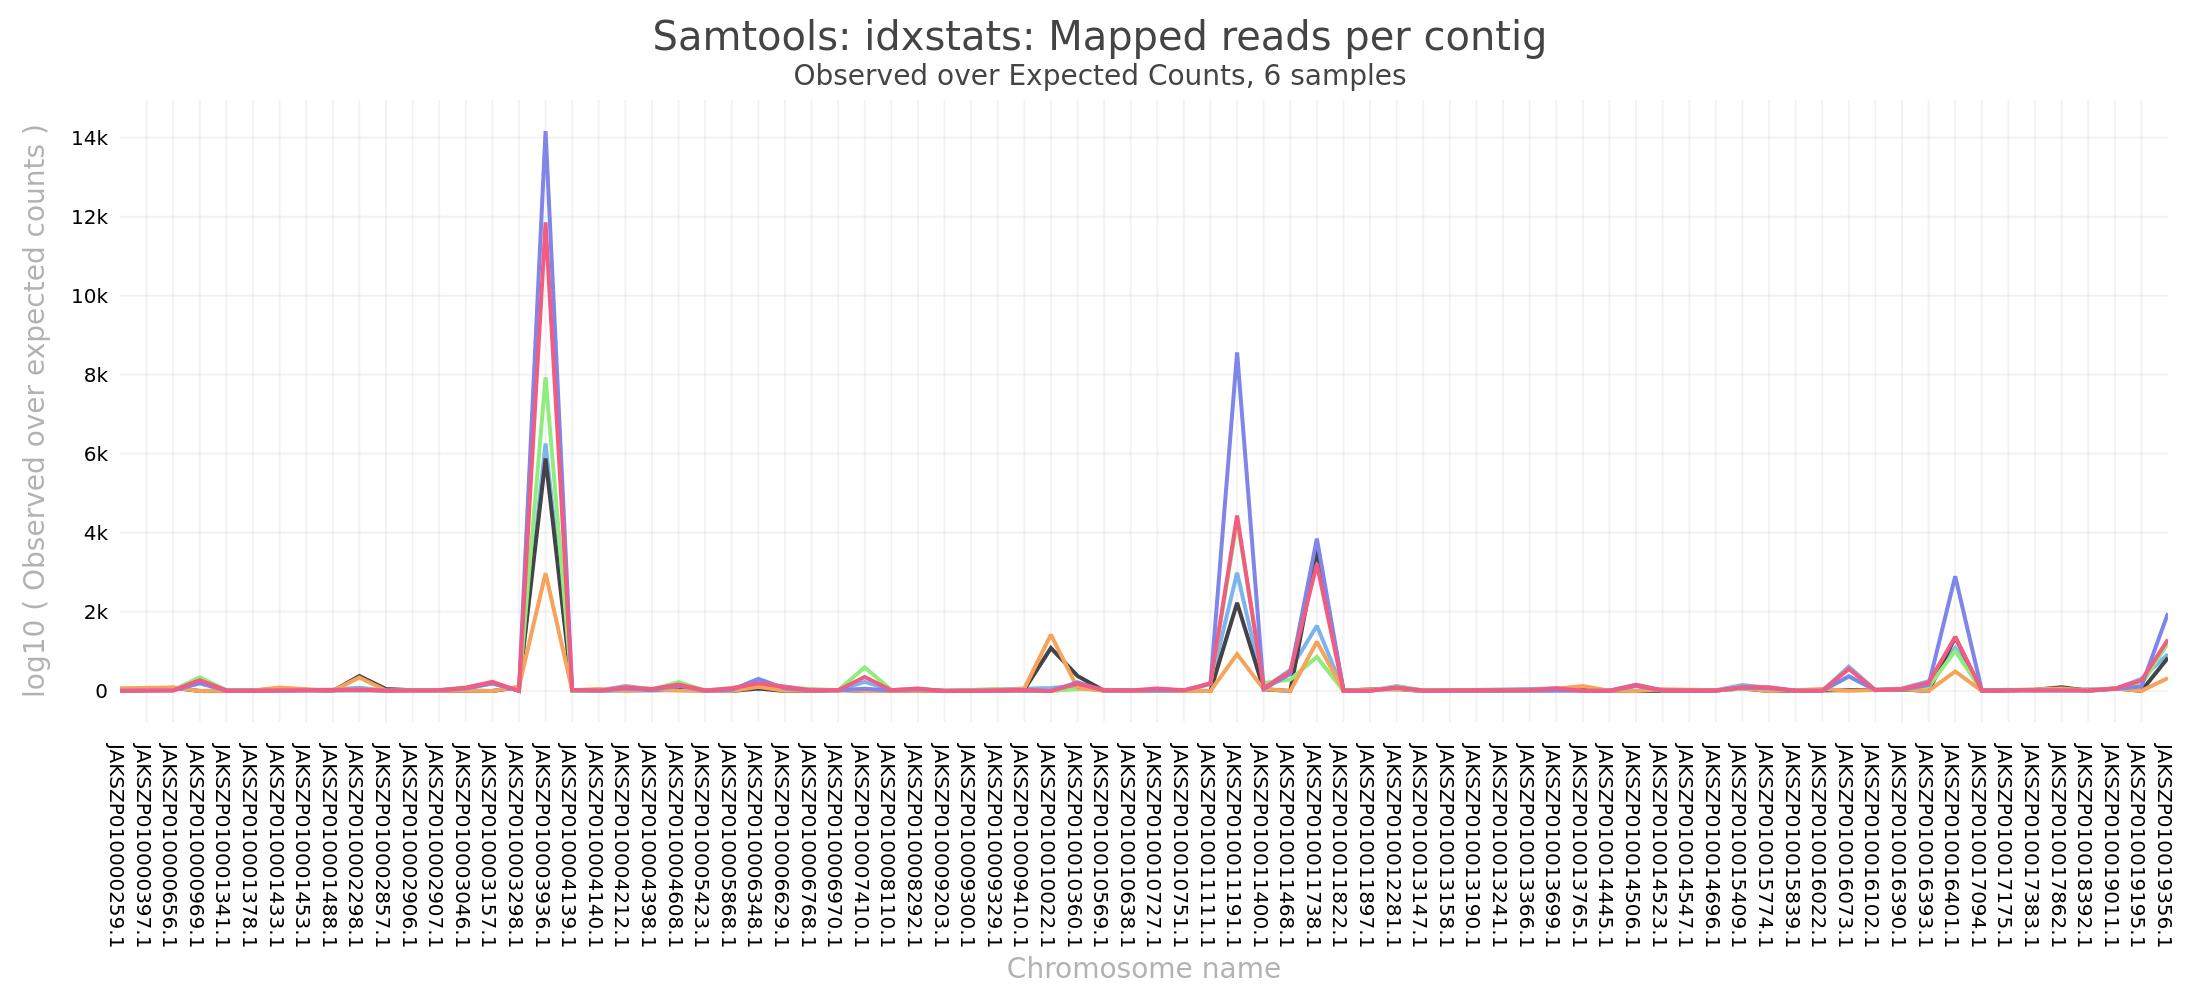 Samtools: idxstats: Mapped reads per contig
Observed over Expected Counts, 6 samples
log10 ( Observed over expected counts )
14k
12k
10k
8k
6k
4k
2k
0
JAKSZP010000259.1
JAKSZP010000397.1
JAKSZP010000656.1
JAKSZP010000969.1
JAKSZP010001341.1
JAKSZP010001378.1
JAKSZP010001433.1
JAKSZP010001453.1
JAKSZP010001488.1
JAKSZP010002298.1
JAKSZP010002857.1
JAKSZP010002906.1
JAKSZP010002907.1
JAKSZP010003046.1
JAKSZP010003157.1
JAKSZP010003298.1
JAKSZP010003936.1
JAKSZP010004139.1
JAKSZP010004140.1
JAKSZP010004212.1
JAKSZP010004398.1
JAKSZP010004608.1
JAKSZP010005423.1
JAKSZP010005868.1
JAKSZP010006348.1
JAKSZP010006629.1
JAKSZP010006768.1
JAKSZP010006970.1
JAKSZP010007410.1
JAKSZP010008110.1
JAKSZP010008292.1
JAKSZP010009203.1
JAKSZP010009300.1
JAKSZP010009329.1
JAKSZP010009410.1
JAKSZP010010022.1
JAKSZP010010360.1
JAKSZP010010569.1
JAKSZP010010638.1
JAKSZP010010727.1
JAKSZP010010751.1
JAKSZP010011111.1
JAKSZP010011191.1
JAKSZP010011400.1
JAKSZP010011468.1
JAKSZP010011738.1
JAKSZP010011822.1
JAKSZP010011897.1
JAKSZP010012281.1
JAKSZP010013147.1
JAKSZP010013158.1
JAKSZP010013190.1
JAKSZP010013241.1
JAKSZP010013366.1
JAKSZP010013699.1
JAKSZP010013765.1
JAKSZP010014445.1
JAKSZP010014506.1
JAKSZP010014523.1
JAKSZP010014547.1
JAKSZP010014696.1
JAKSZP010015409.1
JAKSZP010015774.1
JAKSZP010015839.1
JAKSZP010016022.1
JAKSZP010016073.1
JAKSZP010016102.1
JAKSZP010016390.1
JAKSZP010016393.1
JAKSZP010016401.1
JAKSZP010017094.1
JAKSZP010017175.1
JAKSZP010017383.1
JAKSZP010017862.1
JAKSZP010018392.1
JAKSZP010019011.1
JAKSZP010019195.1
JAKSZP010019356.1
Chromosome name